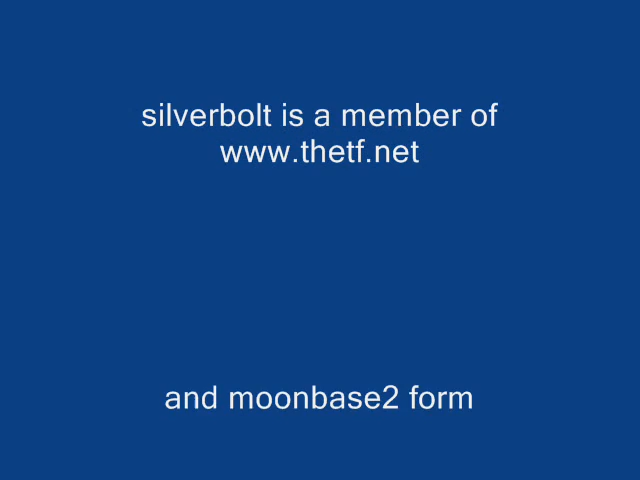 silverbolt is a member of
www.thetf.net
and moonbase2 form